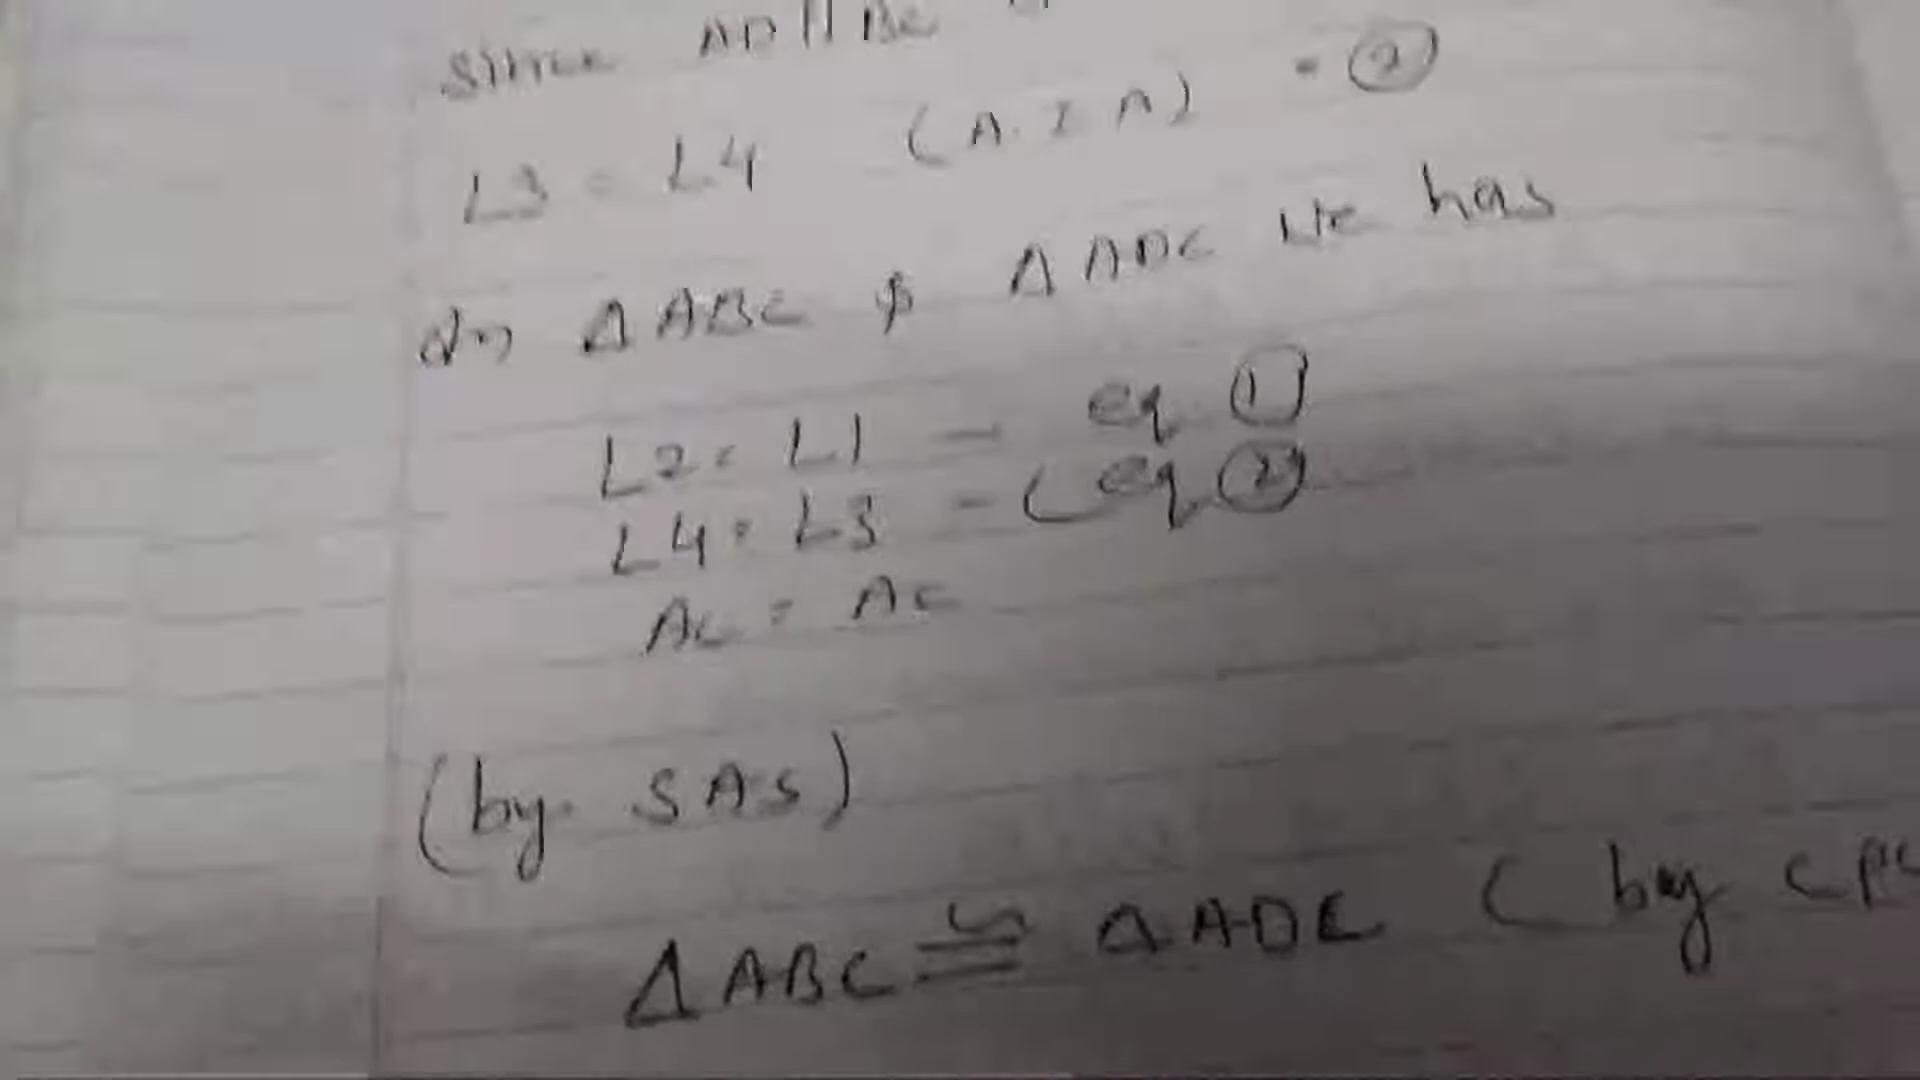 Since AD || BC
∠3 = ∠4 (A.I.A) - ②
In ΔABC & ΔADC we has
∠2 = ∠1 - eq ①
∠4 = ∠3 - (eq ②
AC = AC
(by SAS)
ΔABC ≅ ΔADC (by CPC